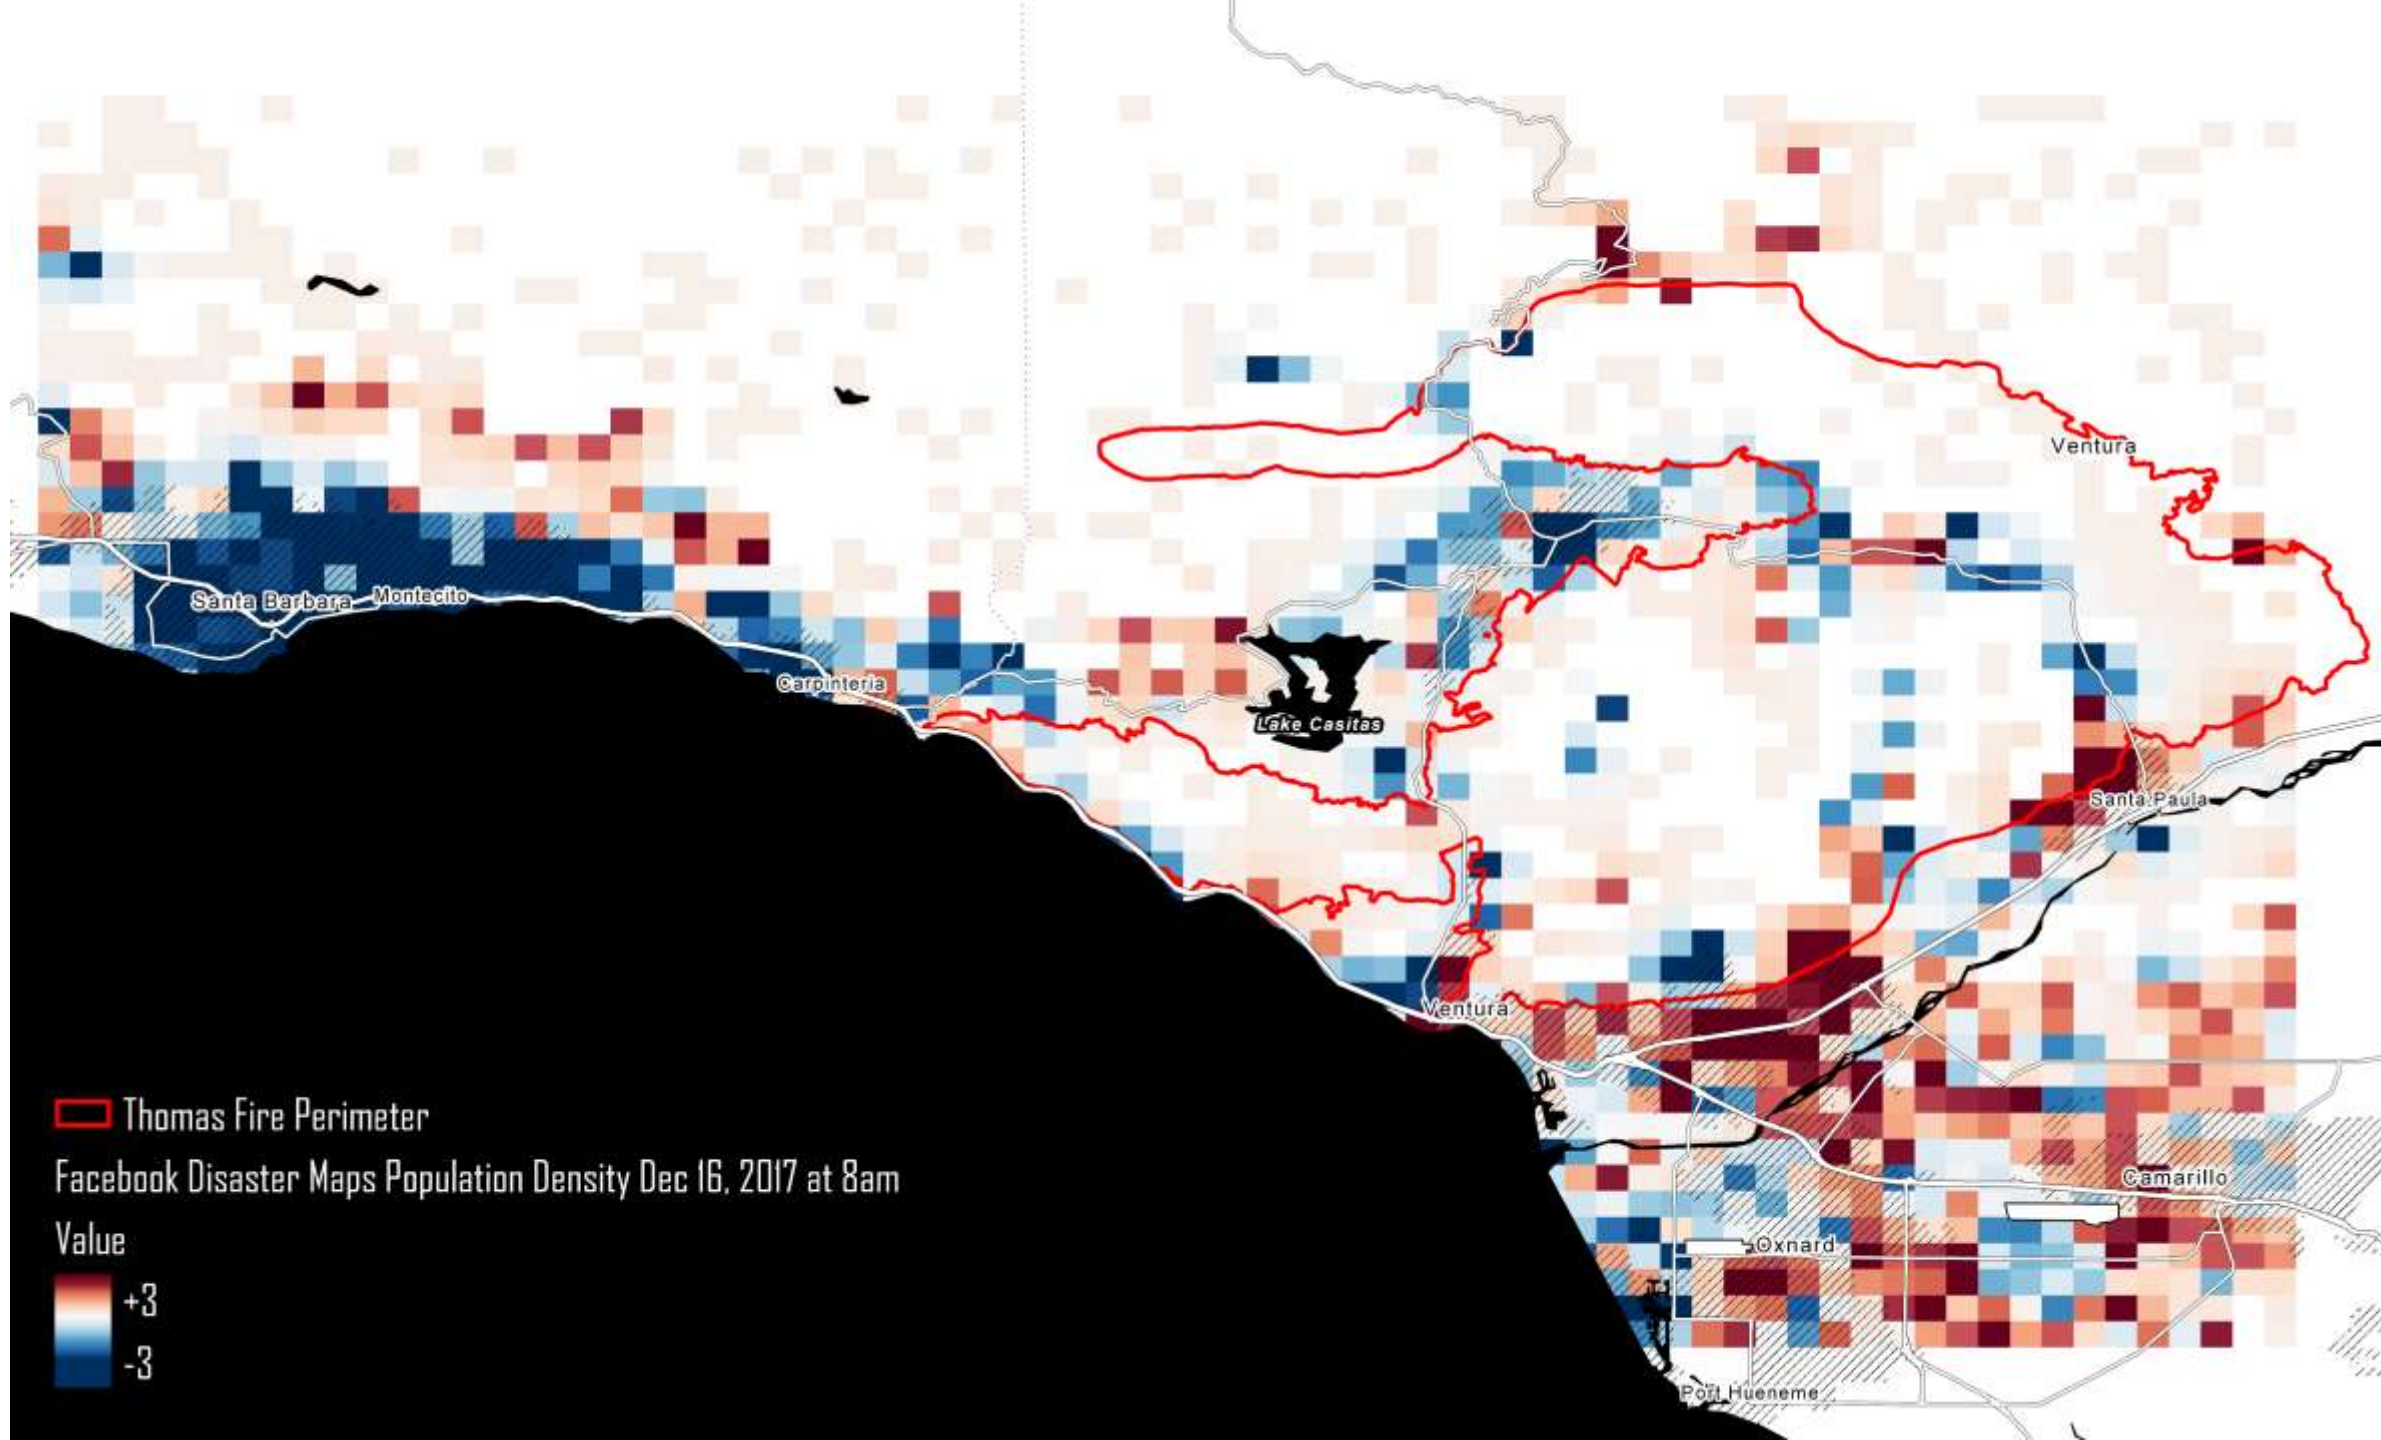 Ventura
Santa Barbara
Montecito
Carpinteria
Lake Casitas
Santa Paula
Ventura
Camarillo
Oxnard
Port Hueneme
Thomas Fire Perimeter
Facebook Disaster Maps Population Density Dec 16, 2017 at 8am
Value
+3
-3